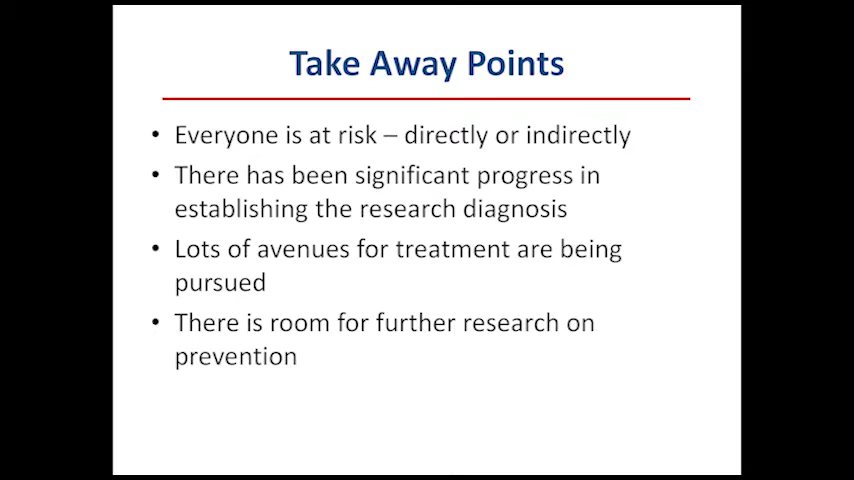 Take Away Points
• Everyone is at risk – directly or indirectly
• There has been significant progress in
establishing the research diagnosis
• Lots of avenues for treatment are being
pursued
• There is room for further research on
prevention